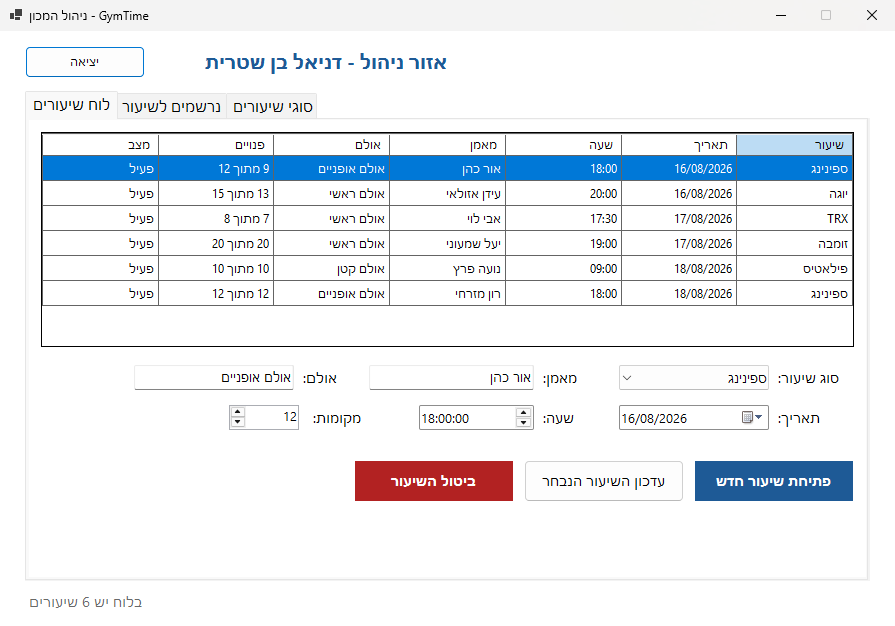 GymTime - ניהול המכון
אזור ניהול - דניאל בן שטרית
יציאה
לוח שיעורים נרשמים לשיעור סוגי שיעורים
שיעור תאריך שעה מאמן אולם פנויים מצב
ספינינג 16/08/2026 18:00 אור כהן אולם אופניים 9 מתוך 12 פעיל
יוגה 16/08/2026 20:00 עידן אזולאי אולם ראשי 13 מתוך 15 פעיל
TRX 17/08/2026 17:30 אבי לוי אולם ראשי 7 מתוך 8 פעיל
זומבה 17/08/2026 19:00 יעל שמעוני אולם ראשי 20 מתוך 20 פעיל
פילאטיס 18/08/2026 09:00 נועה פרץ אולם קטן 10 מתוך 10 פעיל
ספינינג 18/08/2026 18:00 רון מזרחי אולם אופניים 12 מתוך 12 פעיל
סוג שיעור: ספינינג מאמן: אור כהן אולם: אולם אופניים
תאריך: 16/08/2026 שעה: 18:00:00 מקומות: 12
פתיחת שיעור חדש עדכון השיעור הנבחר ביטול השיעור
בלוח יש 6 שיעורים